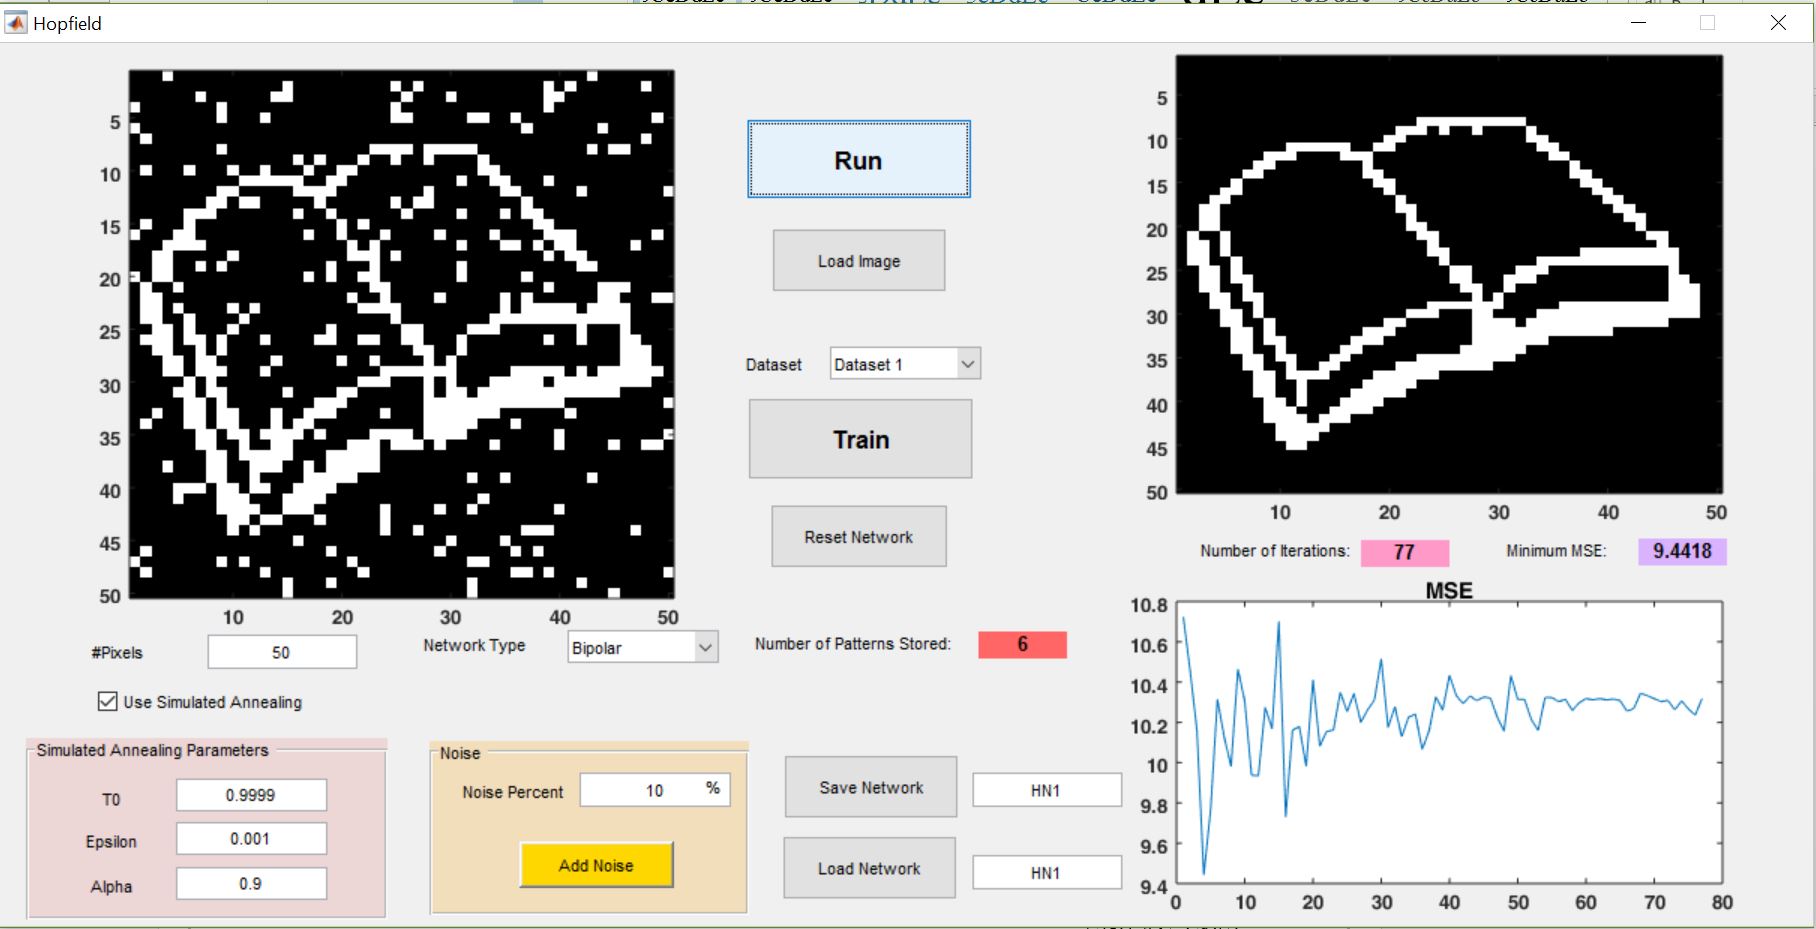 Hopfield
5
10
15
20
25
30
35
40
45
50
10 20 30 40 50
#Pixels 50
Network Type Bipolar
Use Simulated Annealing
Simulated Annealing Parameters
T0 0.9999
Epsilon 0.001
Alpha 0.9
Noise
Noise Percent 10 %
Add Noise
Run
Load Image
Dataset Dataset 1
Train
Reset Network
Number of Patterns Stored: 6
Save Network HN1
Load Network HN1
5
10
15
20
25
30
35
40
45
50
10 20 30 40 50
Number of Iterations: 77 Minimum MSE: 9.4418
MSE
10.8
10.6
10.4
10.2
10
9.8
9.6
9.4
0 10 20 30 40 50 60 70 80